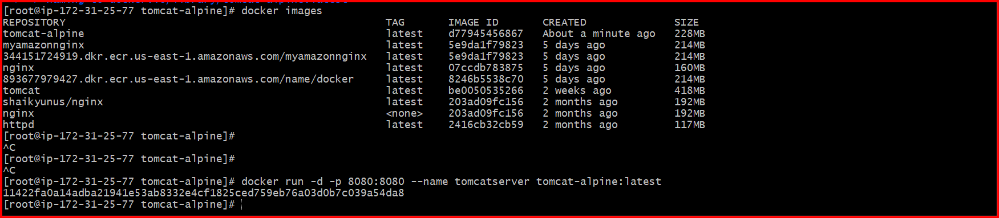 [root@ip-172-31-25-77 tomcat-alpine]# docker images
REPOSITORY TAG IMAGE ID CREATED SIZE
tomcat-alpine latest d77945456867 About a minute ago 228MB
myamazonnginx latest 5e9da1f79823 5 days ago 214MB
344151724919.dkr.ecr.us-east-1.amazonaws.com/myamazonnginx latest 5e9da1f79823 5 days ago 214MB
nginx latest 07ccdb783875 5 days ago 160MB
893677979427.dkr.ecr.us-east-1.amazonaws.com/name/docker latest 8246b5538c70 5 days ago 214MB
tomcat latest be0050535266 2 weeks ago 418MB
shaikyunus/nginx latest 203ad09fc156 2 months ago 192MB
nginx <none> 203ad09fc156 2 months ago 192MB
httpd latest 2416cb32cb59 2 months ago 117MB
[root@ip-172-31-25-77 tomcat-alpine]#
^C
[root@ip-172-31-25-77 tomcat-alpine]#
^C
[root@ip-172-31-25-77 tomcat-alpine]# docker run -d -p 8080:8080 --name tomcatserver tomcat-alpine:latest
11422fa0a14adba21941e53ab8332e4cf1825ced759eb76a03d0b7c039a54da8
[root@ip-172-31-25-77 tomcat-alpine]#